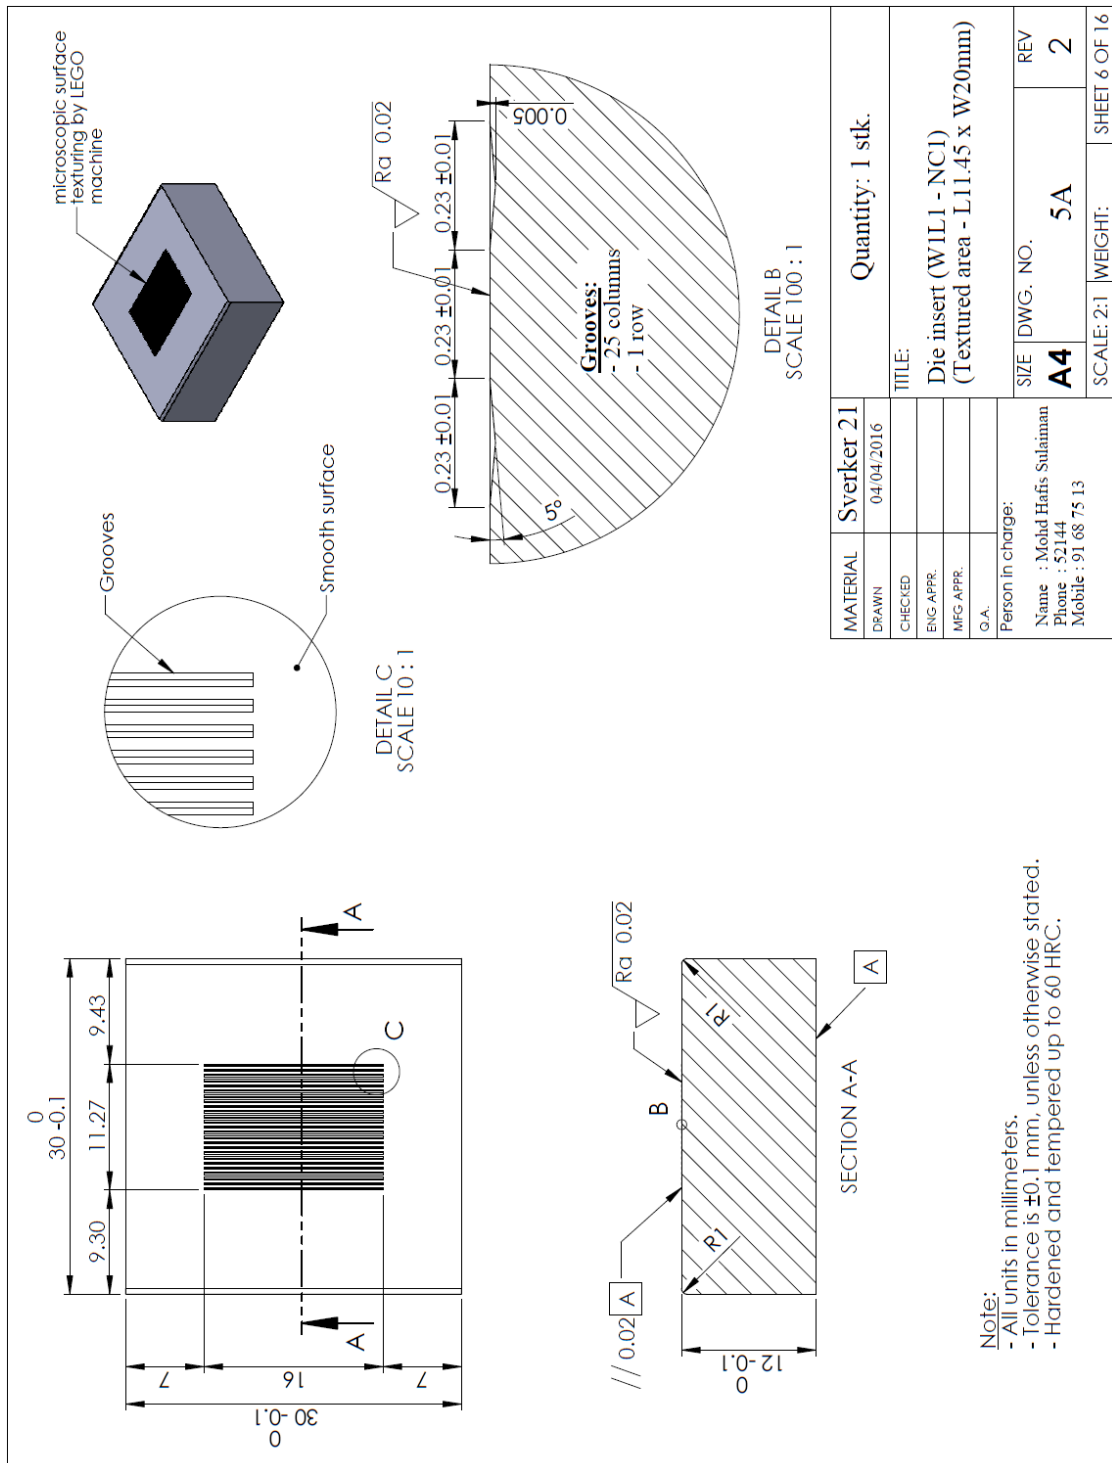 0
30 -0.1
9.30
11.27
9.43
0
30 -0.1
7
16
7
A
A
C
Grooves
Smooth surface
DETAIL C
SCALE 10 : 1
microscopic surface
texturing by LEGO
machine
// 0.02 A
B
Ra 0.02
0
12-0.1
R1
R1
A
SECTION A-A
Ra 0.02
0.23 ±0.01
0.23 ±0.01
0.23 ±0.01
0.005
5°
Grooves:
- 25 columns
- 1 row
DETAIL B
SCALE 100 : 1
Note:
- All units in millimeters.
- Tolerance is ±0.1 mm, unless otherwise stated.
- Hardened and tempered up to 60 HRC.
MATERIAL Sverker 21
DRAWN 04/04/2016
CHECKED
ENG APPR.
MFG APPR.
Q.A.
Person in charge:
Name : Mohd Hafis Sulaiman
Phone : 52144
Mobile : 91 68 75 13
Quantity: 1 stk.
TITLE:
Die insert (W1L1 - NC1)
(Textured area - L11.45 x W20mm)
SIZE DWG. NO. REV
A4 5A 2
SCALE: 2:1 WEIGHT: SHEET 6 OF 16